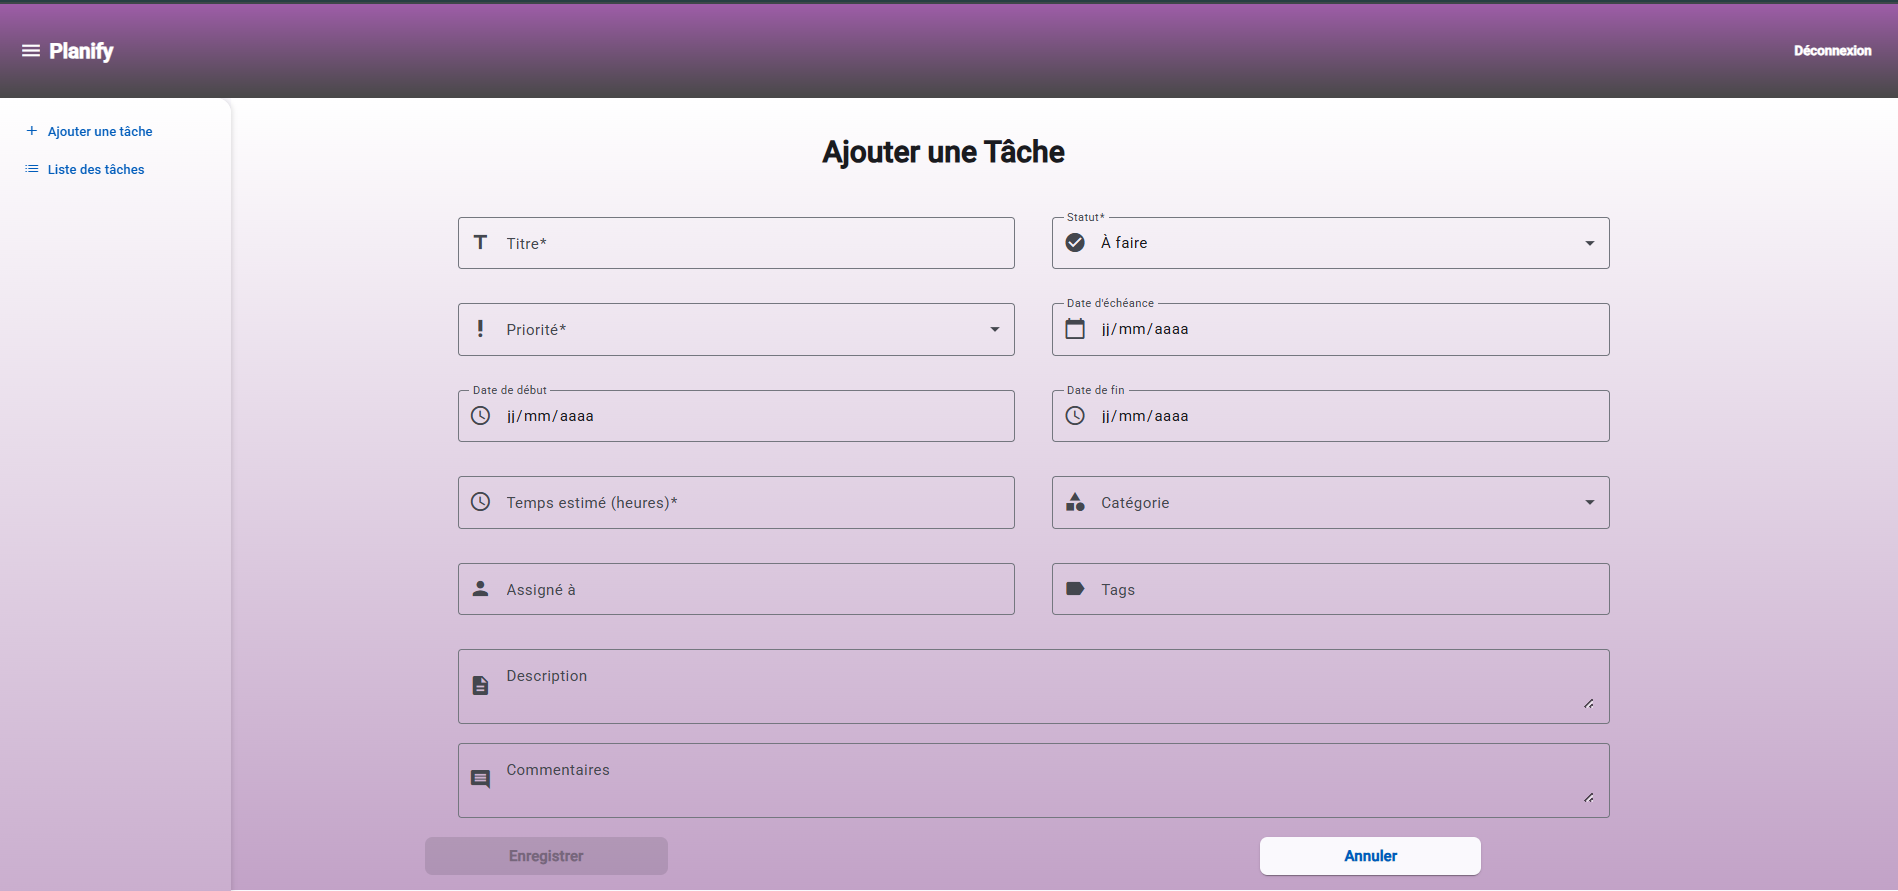 Planify
Déconnexion
Ajouter une tâche
Liste des tâches
Ajouter une Tâche
Titre*
Statut*
À faire
Priorité*
Date d'échéance
jj/mm/aaaa
Date de début
jj/mm/aaaa
Date de fin
jj/mm/aaaa
Temps estimé (heures)*
Catégorie
Assigné à
Tags
Description
Commentaires
Enregistrer
Annuler